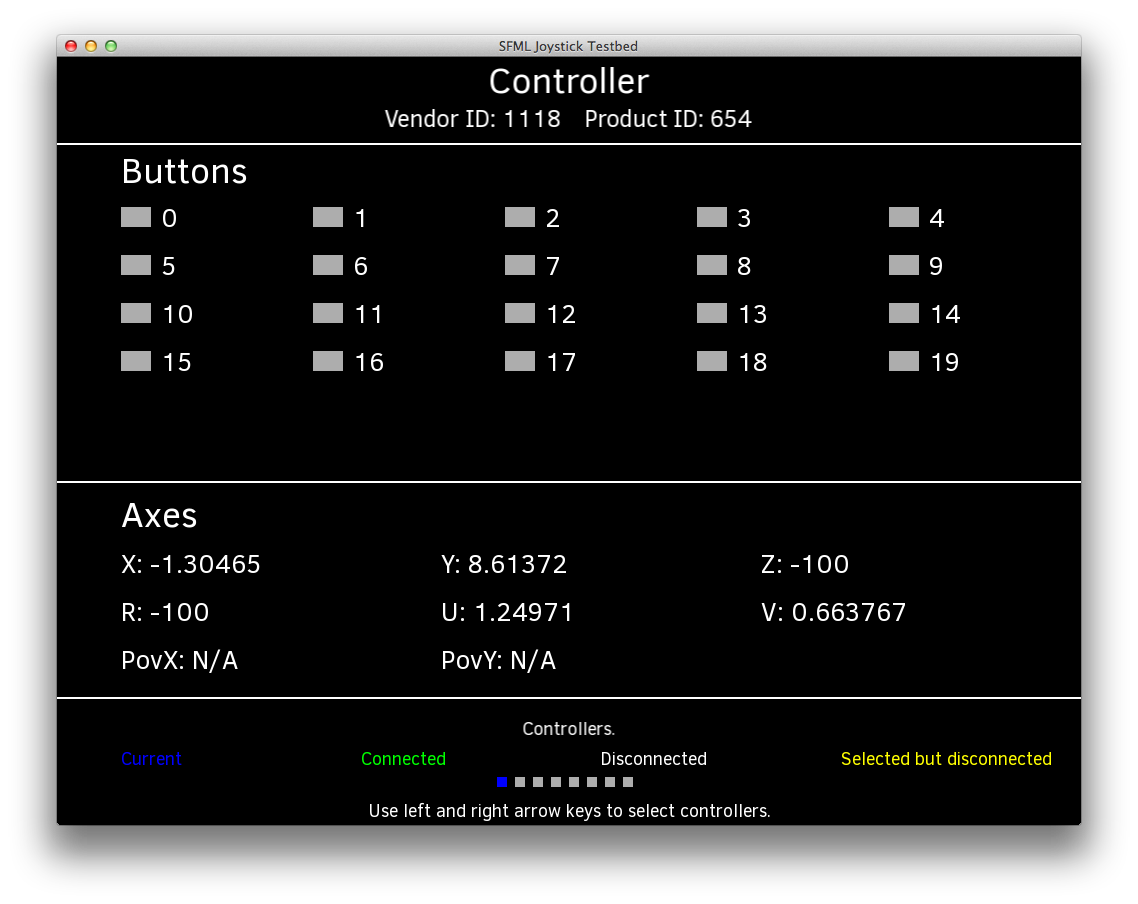 SFML Joystick Testbed
Controller
Vendor ID: 1118 Product ID: 654
Buttons
0 1 2 3 4
5 6 7 8 9
10 11 12 13 14
15 16 17 18 19
Axes
X: -1.30465 Y: 8.61372 Z: -100
R: -100 U: 1.24971 V: 0.663767
PovX: N/A PovY: N/A
Controllers.
Current Connected Disconnected Selected but disconnected
Use left and right arrow keys to select controllers.